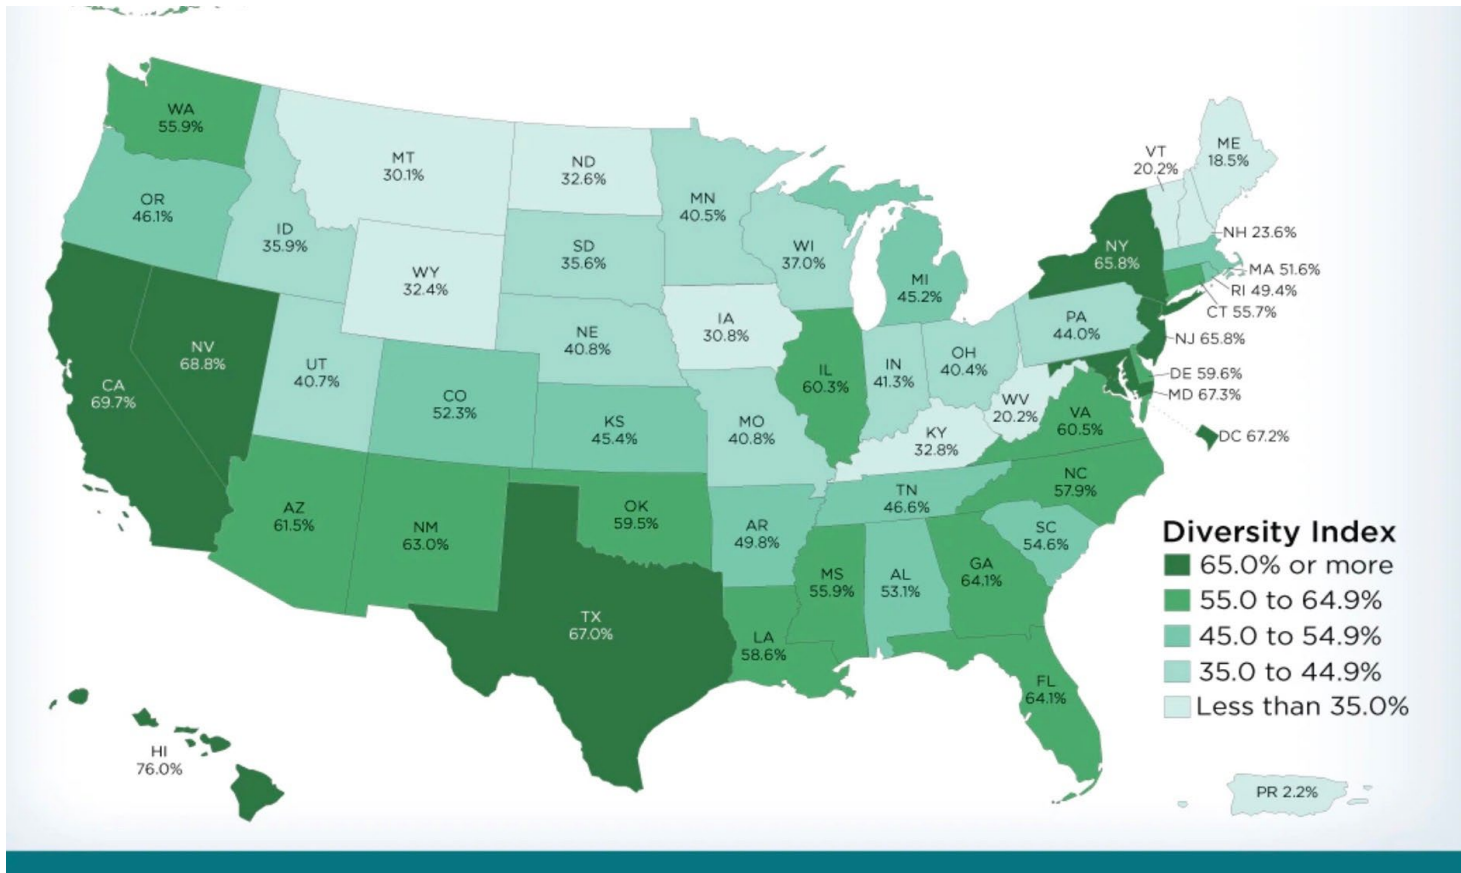 WA
55.9%
OR
46.1%
CA
69.7%
NV
68.8%
ID
35.9%
MT
30.1%
WY
32.4%
UT
40.7%
AZ
61.5%
CO
52.3%
NM
63.0%
ND
32.6%
SD
35.6%
NE
40.8%
KS
45.4%
OK
59.5%
TX
67.0%
MN
40.5%
IA
30.8%
MO
40.8%
AR
49.8%
LA
58.6%
WI
37.0%
IL
60.3%
MI
45.2%
IN
41.3%
OH
40.4%
KY
32.8%
TN
46.6%
MS
55.9%
AL
53.1%
GA
64.1%
FL
64.1%
SC
54.6%
NC
57.9%
VA
60.5%
WV
20.2%
PA
44.0%
NY
65.8%
VT
20.2%
ME
18.5%
NH 23.6%
MA 51.6%
RI 49.4%
CT 55.7%
NJ 65.8%
DE 59.6%
MD 67.3%
DC 67.2%
HI
76.0%
Diversity Index
65.0% or more
55.0 to 64.9%
45.0 to 54.9%
35.0 to 44.9%
Less than 35.0%
PR 2.2%